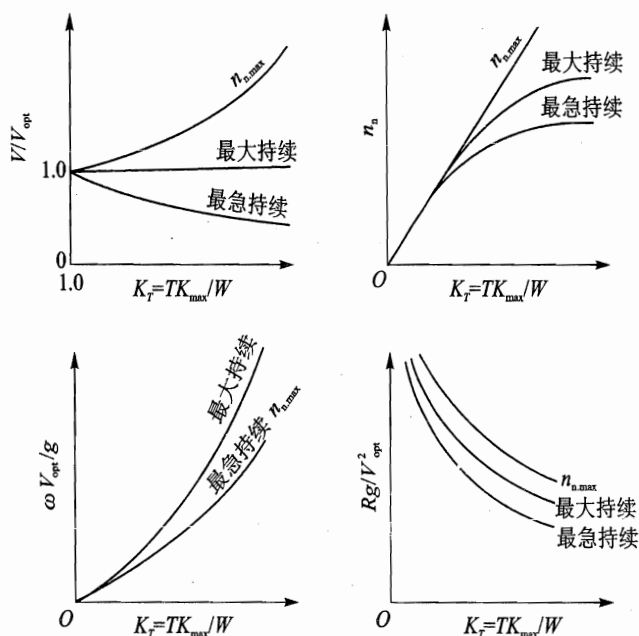 V/V_opt
1.0
0
1.0
n_n.max
最大持续
最急持续
K_T=TK_max/W
n_n
O
n_n.max
最大持续
最急持续
K_T=TK_max/W
ωV_opt/g
O
最大持续
最急持续 n_n.max
K_T=TK_max/W
Rg/V²_opt
O
n_n.max
最大持续
最急持续
K_T=TK_max/W